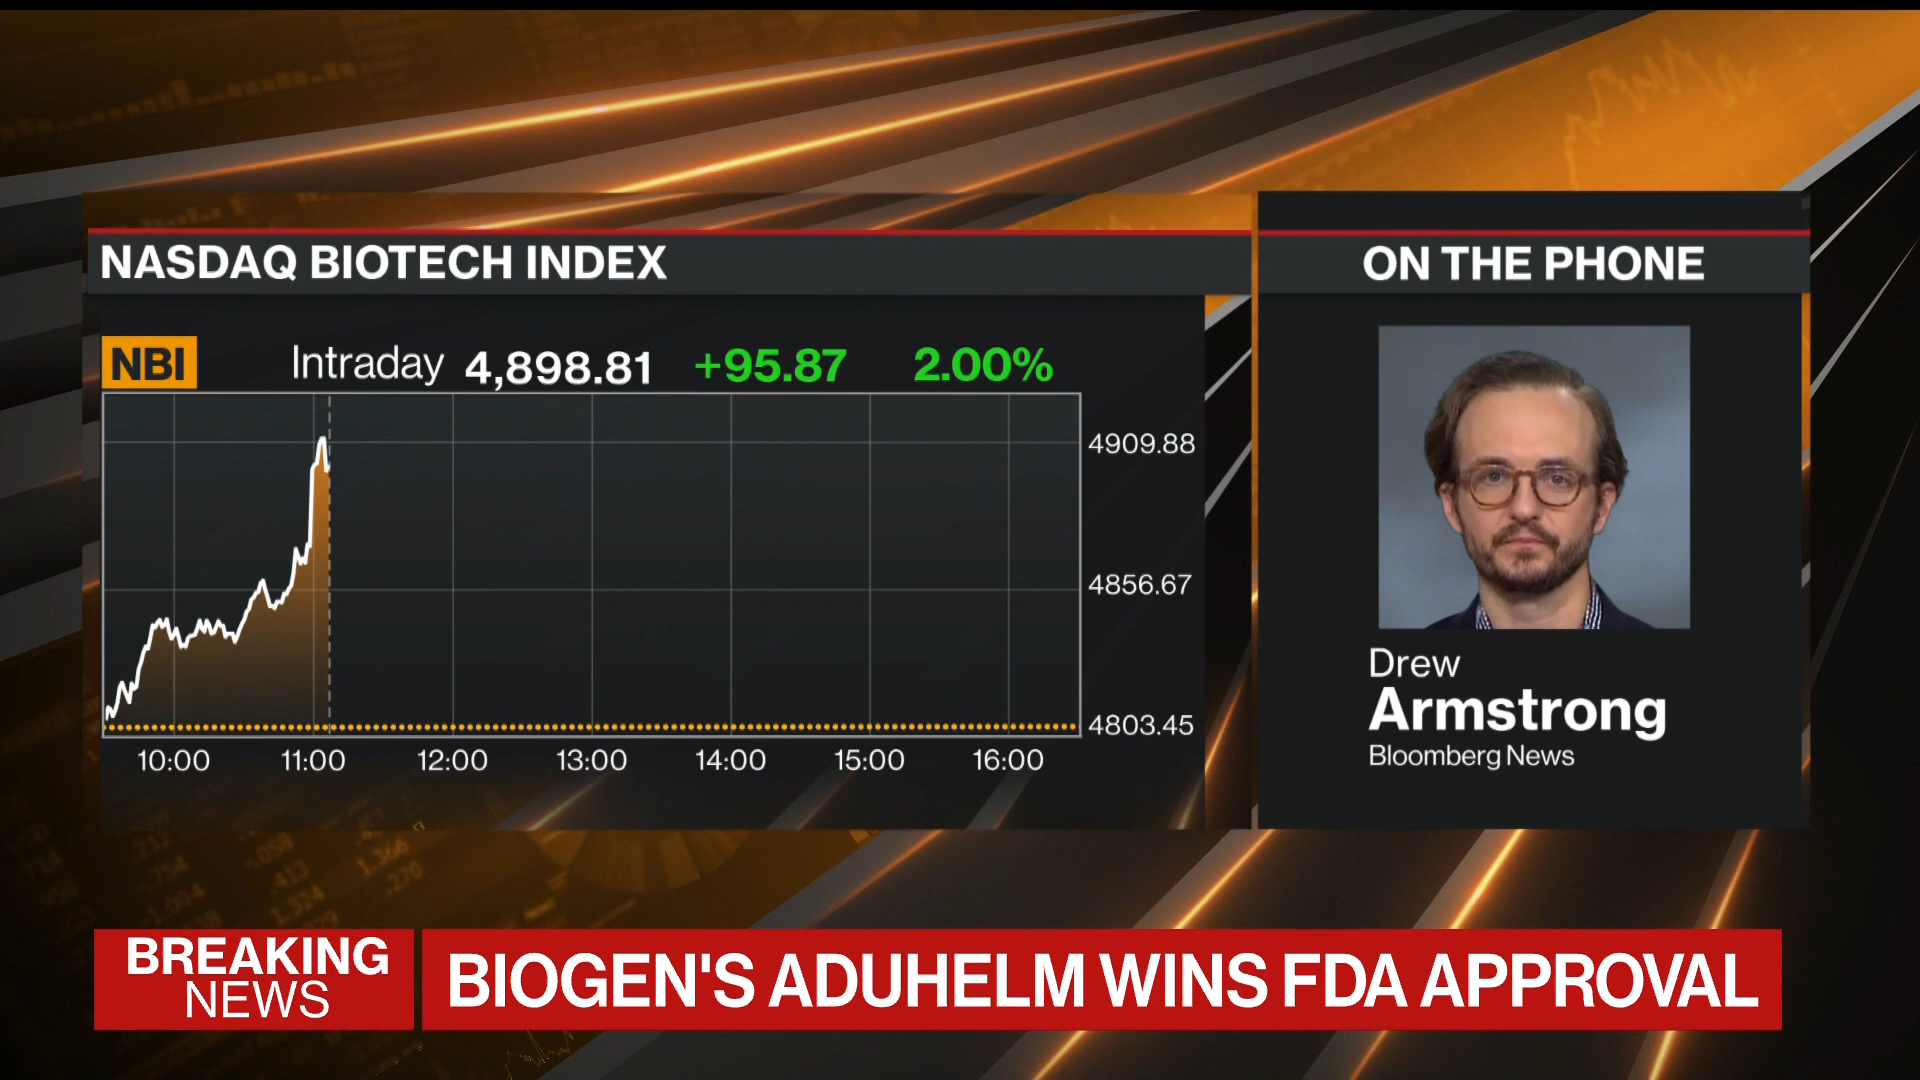 NASDAQ BIOTECH INDEX
NBI Intraday 4,898.81 +95.87 2.00%
4909.88
4856.67
4803.45
10:00 11:00 12:00 13:00 14:00 15:00 16:00
ON THE PHONE
Drew
Armstrong
Bloomberg News
BREAKING
NEWS
BIOGEN'S ADUHELM WINS FDA APPROVAL